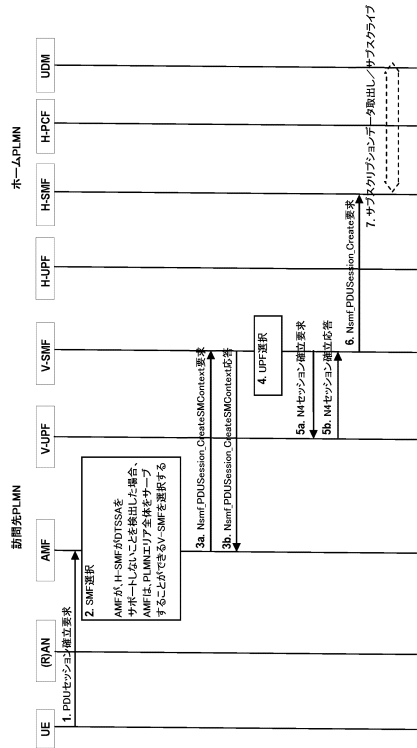 訪問先PLMN
ホームPLMN
UE
(R)AN
AMF
V-UPF
V-SMF
H-UPF
H-SMF
H-PCF
UDM
1. PDUセッション確立要求
2. SMF選択
AMFが、H-SMFがDTSSAを
サポートしないことを検出した場合、
AMFは、PLMNエリア全体をサーブ
することができるV-SMFを選択する
3a. Nsmf_PDUSession_CreateSMContext要求
3b. Nsmf_PDUSession_CreateSMContext応答
4. UPF選択
5a. N4セッション確立要求
5b. N4セッション確立応答
6. Nsmf_PDUSession_Create要求
7. サブスクリプションデータ取出し／サブスクライブ